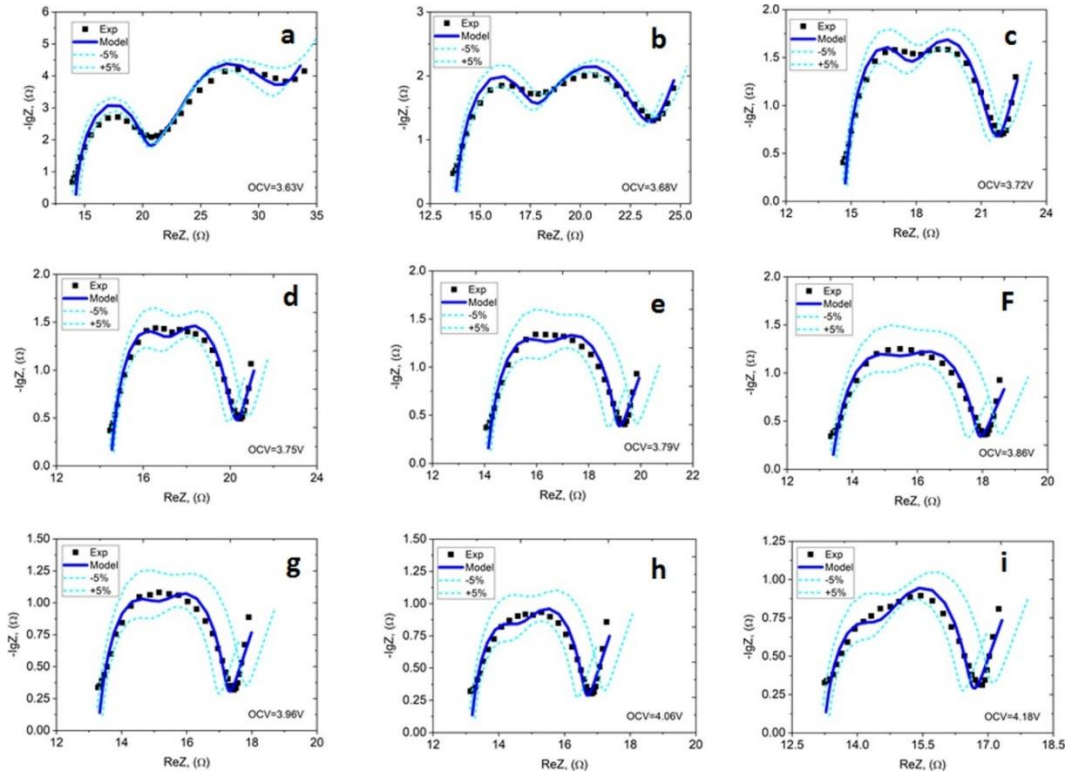 a
Exp
Model
-5%
+5%
-IgZ, (Ω)
6
5
4
3
2
1
0
OCV=3.63V
15 20 25 30 35
ReZ, (Ω)
b
Exp
Model
-5%
+5%
-IgZ, (Ω)
3
2
1
0
OCV=3.68V
12.5 15.0 17.5 20.0 22.5 25.0
ReZ, (Ω)
c
Exp
Model
-5%
+5%
-IgZ, (Ω)
2.0
1.5
1.0
0.5
0.0
OCV=3.72V
12 15 18 21 24
ReZ, (Ω)
d
Exp
Model
-5%
+5%
-IgZ, (Ω)
2.0
1.5
1.0
0.5
0.0
OCV=3.75V
12 16 20 24
ReZ, (Ω)
e
Exp
Model
-5%
+5%
-IgZ, (Ω)
2.0
1.5
1.0
0.5
0.0
OCV=3.79V
12 14 16 18 20 22
ReZ, (Ω)
F
Exp
Model
-5%
+5%
-IgZ, (Ω)
2.0
1.5
1.0
0.5
0.0
OCV=3.86V
12 14 16 18 20
ReZ, (Ω)
g
Exp
Model
-5%
+5%
-IgZ, (Ω)
1.50
1.25
1.00
0.75
0.50
0.25
0.00
OCV=3.96V
12 14 16 18 20
ReZ, (Ω)
h
Exp
Model
-5%
+5%
-IgZ, (Ω)
1.50
1.25
1.00
0.75
0.50
0.25
0.00
OCV=4.06V
12 14 16 18 20
ReZ, (Ω)
i
Exp
Model
-5%
+5%
-IgZ, (Ω)
1.25
1.00
0.75
0.50
0.25
0.00
OCV=4.18V
12.5 14.0 15.5 17.0 18.5
ReZ, (Ω)